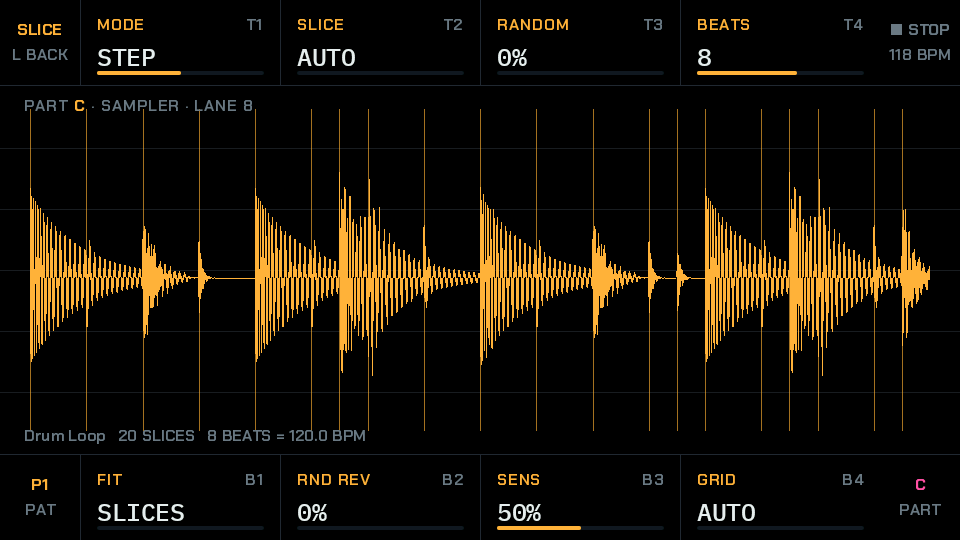 SLICE
L BACK
MODE T1
STEP
SLICE T2
AUTO
RANDOM T3
0%
BEATS T4
8
STOP
118 BPM
PART C · SAMPLER · LANE 8
Drum Loop 20 SLICES 8 BEATS = 120.0 BPM
P1
PAT
FIT B1
SLICES
RND REV B2
0%
SENS B3
50%
GRID B4
AUTO
C
PART